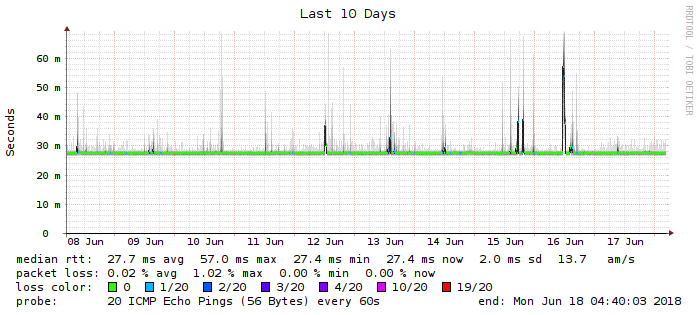 Last 10 Days
RRDTOOL / TOBI OETIKER
Seconds
60 m
50 m
40 m
30 m
20 m
10 m
0
08 Jun 09 Jun 10 Jun 11 Jun 12 Jun 13 Jun 14 Jun 15 Jun 16 Jun 17 Jun
median rtt: 27.7 ms avg 57.0 ms max 27.4 ms min 27.4 ms now 2.0 ms sd 13.7 am/s
packet loss: 0.02 % avg 1.02 % max 0.00 % min 0.00 % now
loss color: 0 1/20 2/20 3/20 4/20 10/20 19/20
probe: 20 ICMP Echo Pings (56 Bytes) every 60s end: Mon Jun 18 04:40:03 2018